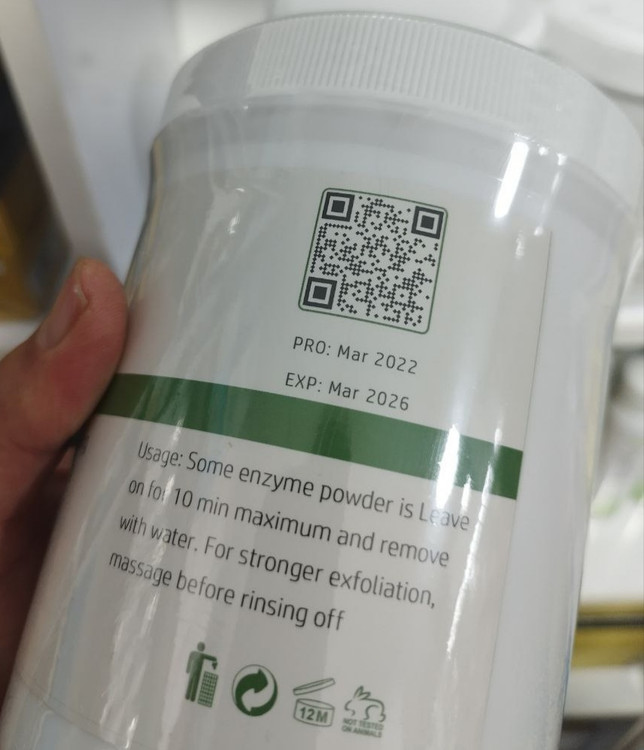 PRO: Mar 2022
EXP: Mar 2026
Usage: Some enzyme powder is Leave
on for 10 min maximum and remove
with water. For stronger exfoliation,
massage before rinsing off
12M
NOT TESTED
ON ANIMALS